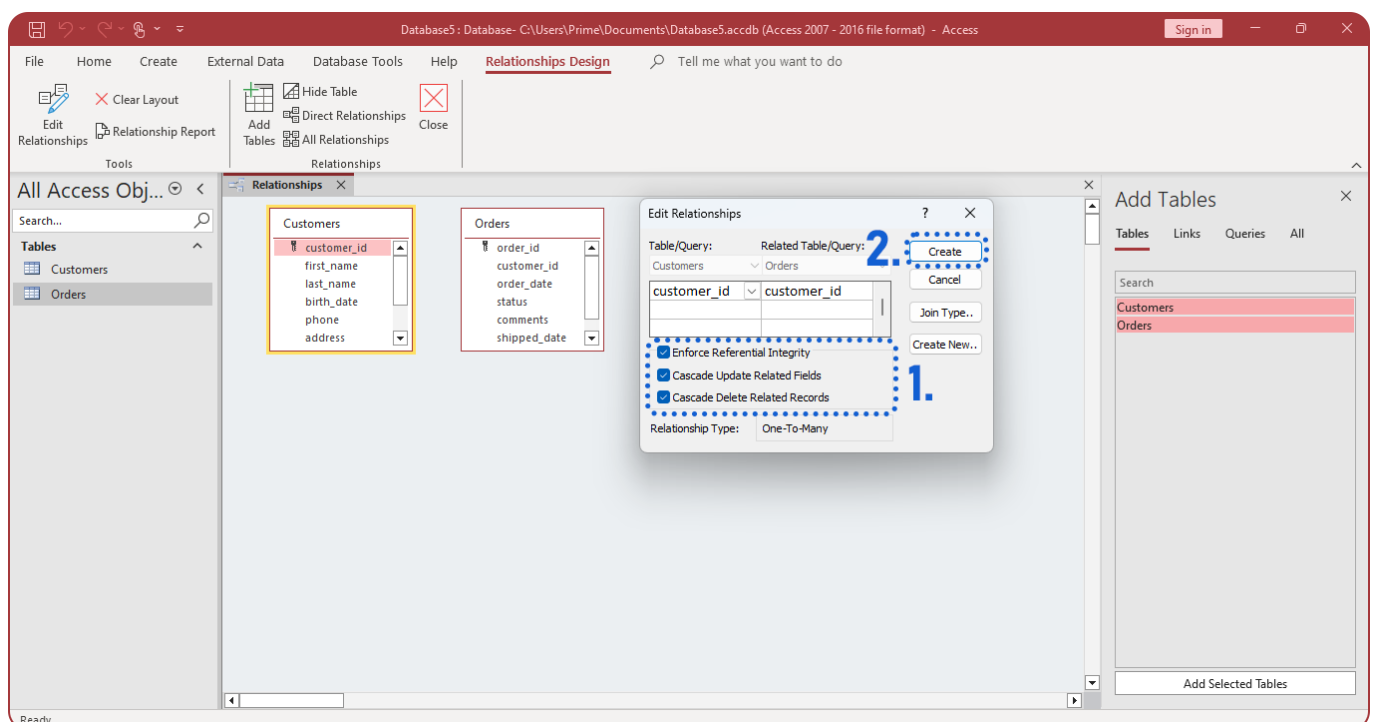 Database5 : Database- C:\Users\Prime\Documents\Database5.accdb (Access 2007 - 2016 file format) - Access
Sign in
File Home Create External Data Database Tools Help Relationships Design Tell me what you want to do
Edit Relationships
Clear Layout
Relationship Report
Tools
Add Tables
Hide Table
Direct Relationships
All Relationships
Close
Relationships
All Access Obj...
Search...
Tables
Customers
Orders
Relationships
Customers
customer_id
first_name
last_name
birth_date
phone
address
Orders
order_id
customer_id
order_date
status
comments
shipped_date
Edit Relationships ?
Table/Query: Related Table/Query:
Customers Orders
customer_id customer_id
Enforce Referential Integrity
Cascade Update Related Fields
Cascade Delete Related Records
Relationship Type: One-To-Many
2.
Create
Cancel
Join Type..
Create New..
1.
Add Tables
Tables Links Queries All
Search
Customers
Orders
Add Selected Tables
Ready